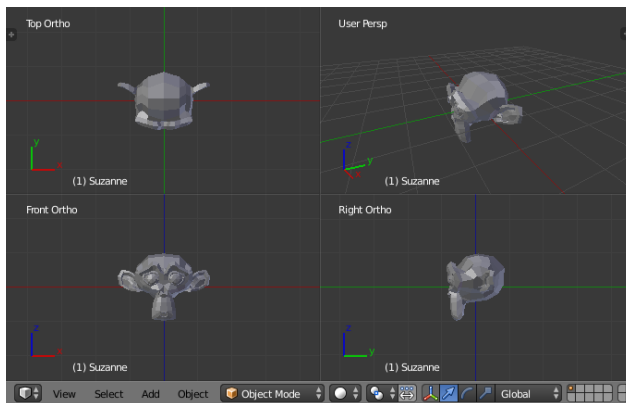 Top Ortho
User Persp
y
x
(1) Suzanne
z
y
x
(1) Suzanne
Front Ortho
Right Ortho
z
x
(1) Suzanne
z
y
(1) Suzanne
View Select Add Object Object Mode Global